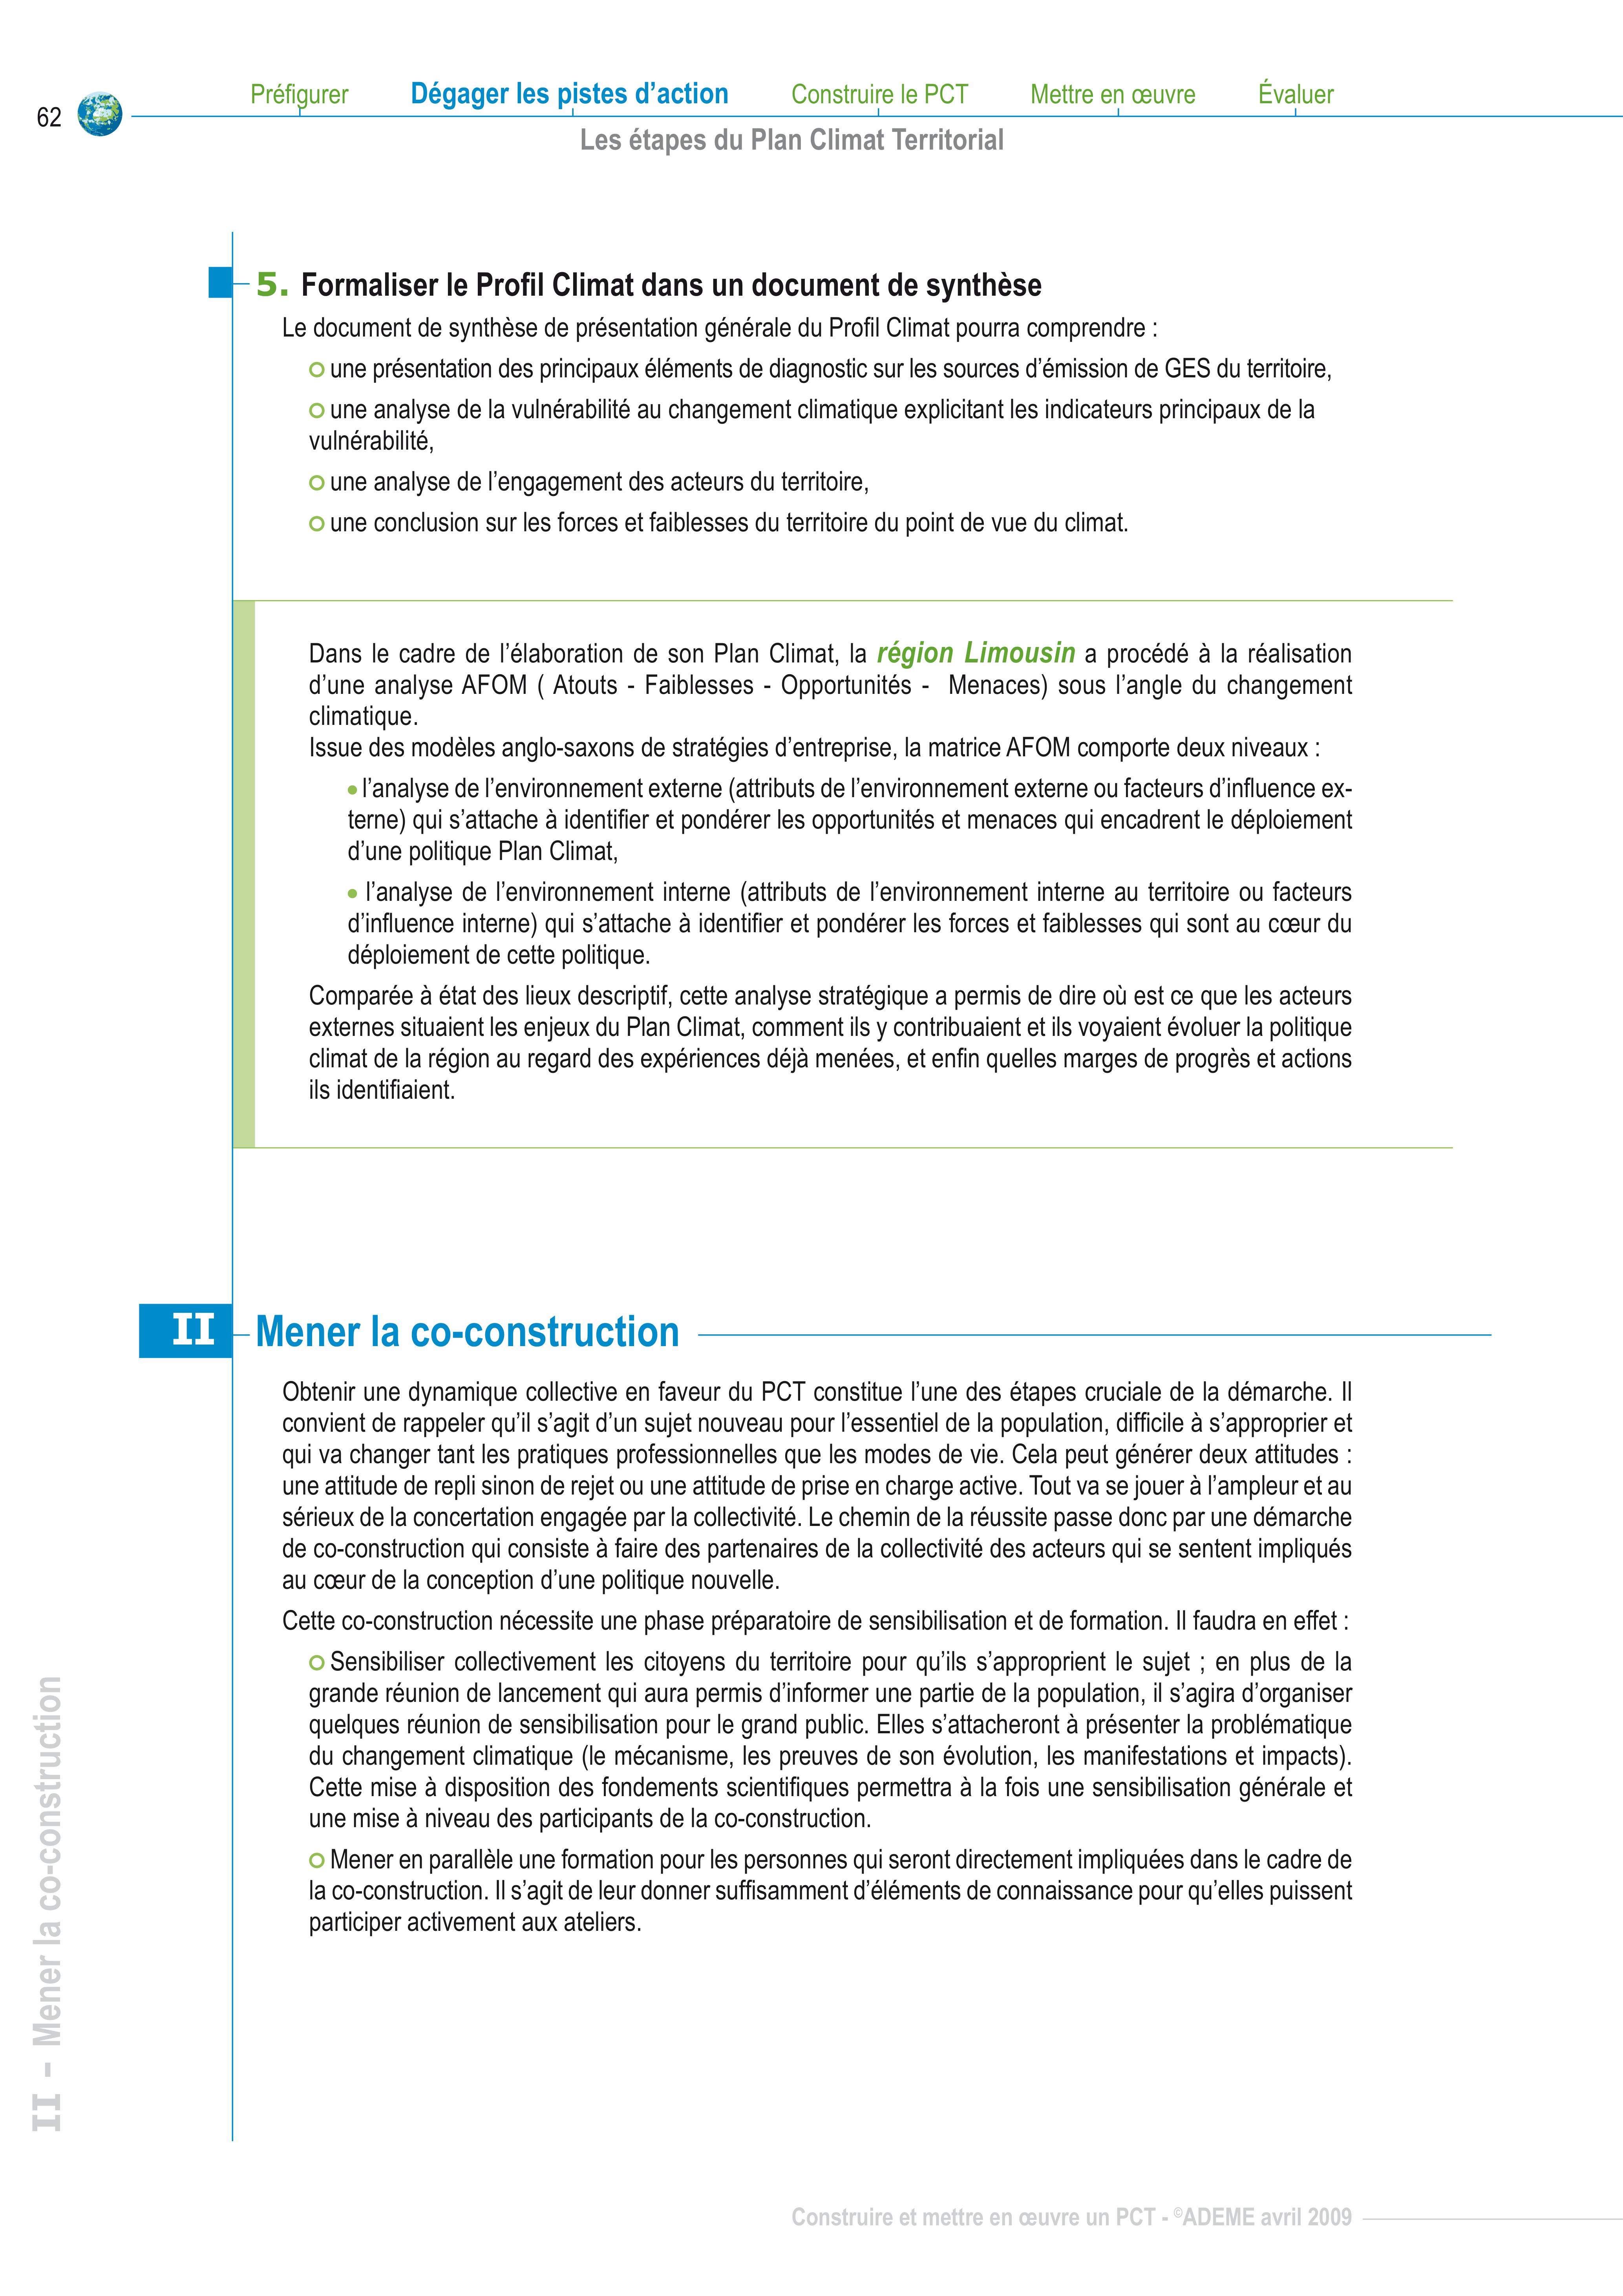 62
Préfigurer Dégager les pistes d’action Construire le PCT Mettre en œuvre Évaluer
Les étapes du Plan Climat Territorial
5. Formaliser le Profil Climat dans un document de synthèse
Le document de synthèse de présentation générale du Profil Climat pourra comprendre :
une présentation des principaux éléments de diagnostic sur les sources d’émission de GES du territoire,
une analyse de la vulnérabilité au changement climatique explicitant les indicateurs principaux de la
vulnérabilité,
une analyse de l’engagement des acteurs du territoire,
une conclusion sur les forces et faiblesses du territoire du point de vue du climat.
Dans le cadre de l’élaboration de son Plan Climat, la région Limousin a procédé à la réalisation
d’une analyse AFOM ( Atouts - Faiblesses - Opportunités - Menaces) sous l’angle du changement
climatique.
Issue des modèles anglo-saxons de stratégies d’entreprise, la matrice AFOM comporte deux niveaux :
• l’analyse de l’environnement externe (attributs de l’environnement externe ou facteurs d’influence ex-
terne) qui s’attache à identifier et pondérer les opportunités et menaces qui encadrent le déploiement
d’une politique Plan Climat,
• l’analyse de l’environnement interne (attributs de l’environnement interne au territoire ou facteurs
d’influence interne) qui s’attache à identifier et pondérer les forces et faiblesses qui sont au cœur du
déploiement de cette politique.
Comparée à état des lieux descriptif, cette analyse stratégique a permis de dire où est ce que les acteurs
externes situaient les enjeux du Plan Climat, comment ils y contribuaient et ils voyaient évoluer la politique
climat de la région au regard des expériences déjà menées, et enfin quelles marges de progrès et actions
ils identifiaient.
II Mener la co-construction
Obtenir une dynamique collective en faveur du PCT constitue l’une des étapes cruciale de la démarche. Il
convient de rappeler qu’il s’agit d’un sujet nouveau pour l’essentiel de la population, difficile à s’approprier et
qui va changer tant les pratiques professionnelles que les modes de vie. Cela peut générer deux attitudes :
une attitude de repli sinon de rejet ou une attitude de prise en charge active. Tout va se jouer à l’ampleur et au
sérieux de la concertation engagée par la collectivité. Le chemin de la réussite passe donc par une démarche
de co-construction qui consiste à faire des partenaires de la collectivité des acteurs qui se sentent impliqués
au cœur de la conception d’une politique nouvelle.
Cette co-construction nécessite une phase préparatoire de sensibilisation et de formation. Il faudra en effet :
Sensibiliser collectivement les citoyens du territoire pour qu’ils s’approprient le sujet ; en plus de la
grande réunion de lancement qui aura permis d’informer une partie de la population, il s’agira d’organiser
quelques réunion de sensibilisation pour le grand public. Elles s’attacheront à présenter la problématique
du changement climatique (le mécanisme, les preuves de son évolution, les manifestations et impacts).
Cette mise à disposition des fondements scientifiques permettra à la fois une sensibilisation générale et
une mise à niveau des participants de la co-construction.
Mener en parallèle une formation pour les personnes qui seront directement impliquées dans le cadre de
la co-construction. Il s’agit de leur donner suffisamment d’éléments de connaissance pour qu’elles puissent
participer activement aux ateliers.
II - Mener la co-construction
Construire et mettre en œuvre un PCT - ©ADEME avril 2009